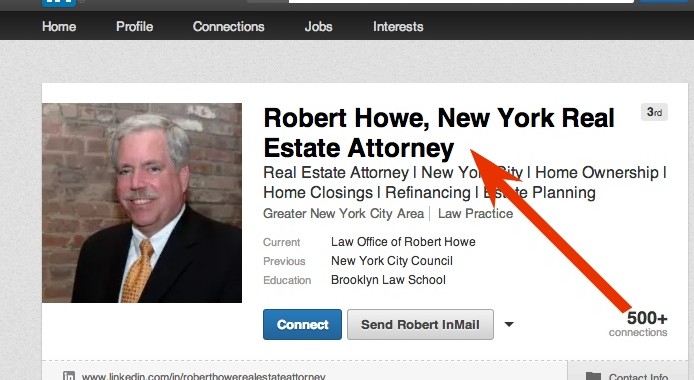 Home Profile Connections Jobs Interests
Robert Howe, New York Real
Estate Attorney
3rd
Real Estate Attorney | New York City | Home Ownership |
Home Closings | Refinancing | Estate Planning
Greater New York City Area | Law Practice
Current Law Office of Robert Howe
Previous New York City Council
Education Brooklyn Law School
Connect Send Robert InMail
500+
connections
in www.linkedin.com/in/roberthowerealestateattorney
Contact Info